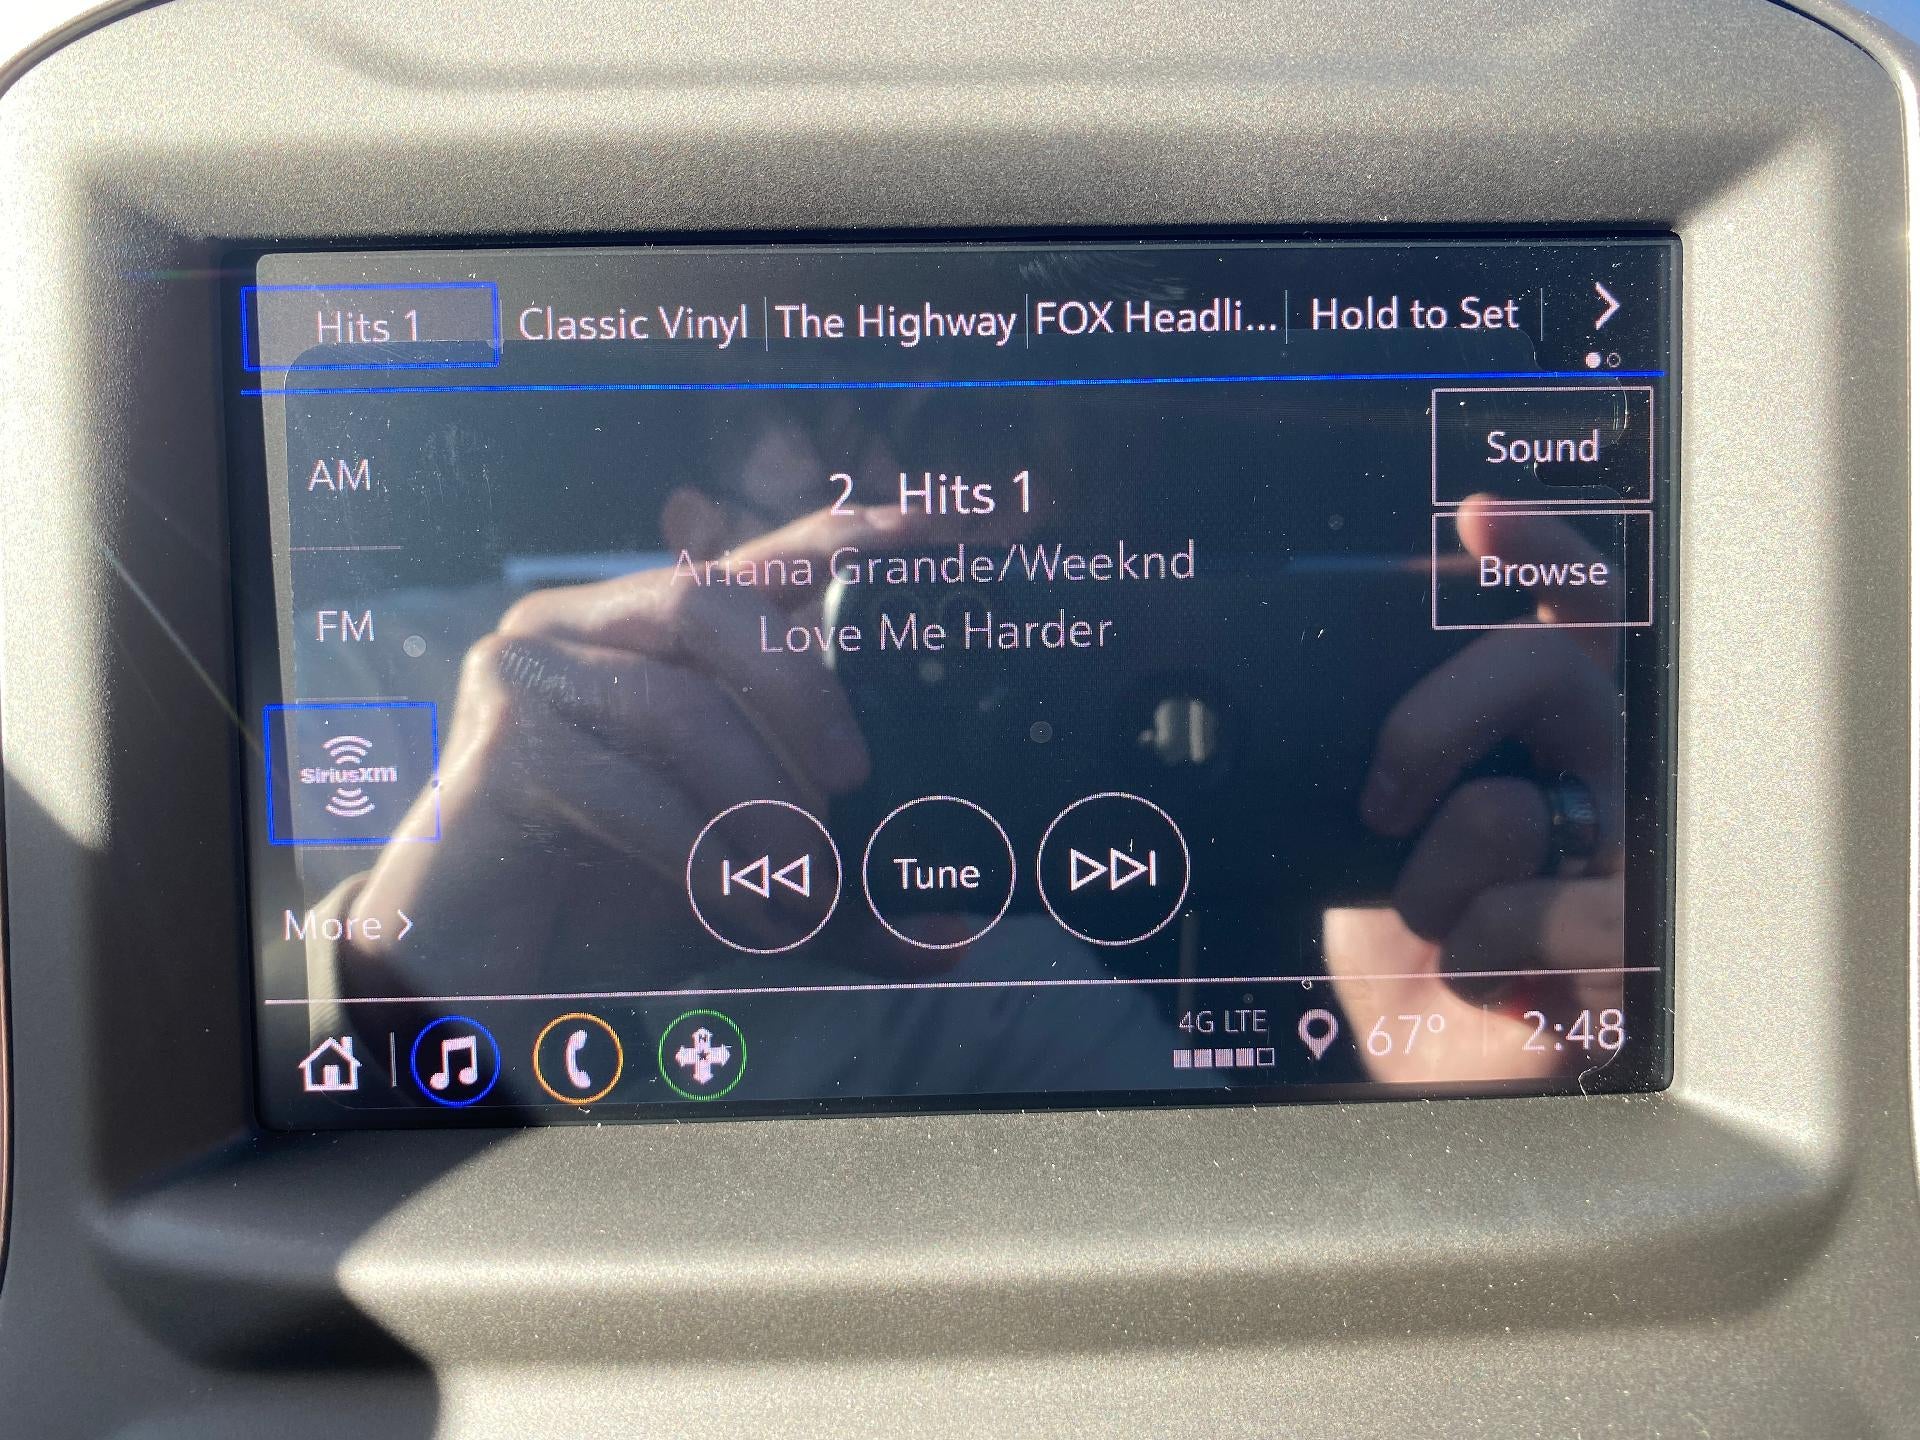 Hits 1 Classic Vinyl The Highway FOX Headli... Hold to Set
AM
Sound
2 Hits 1
Ariana Grande/Weeknd
Browse
FM
Love Me Harder
SiriusXM
Tune
More >
N
4G LTE
67° 2:48